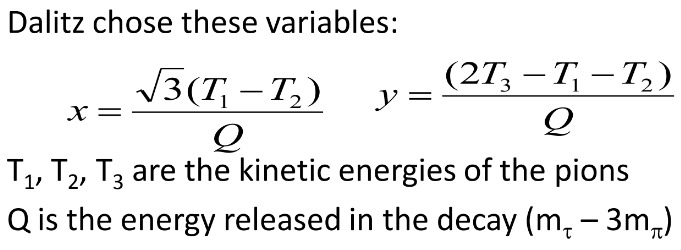 Dalitz chose these variables:
x = √3(T₁ − T₂) / Q y = (2T₃ − T₁ − T₂) / Q
T₁, T₂, T₃ are the kinetic energies of the pions
Q is the energy released in the decay (m_τ – 3m_π)